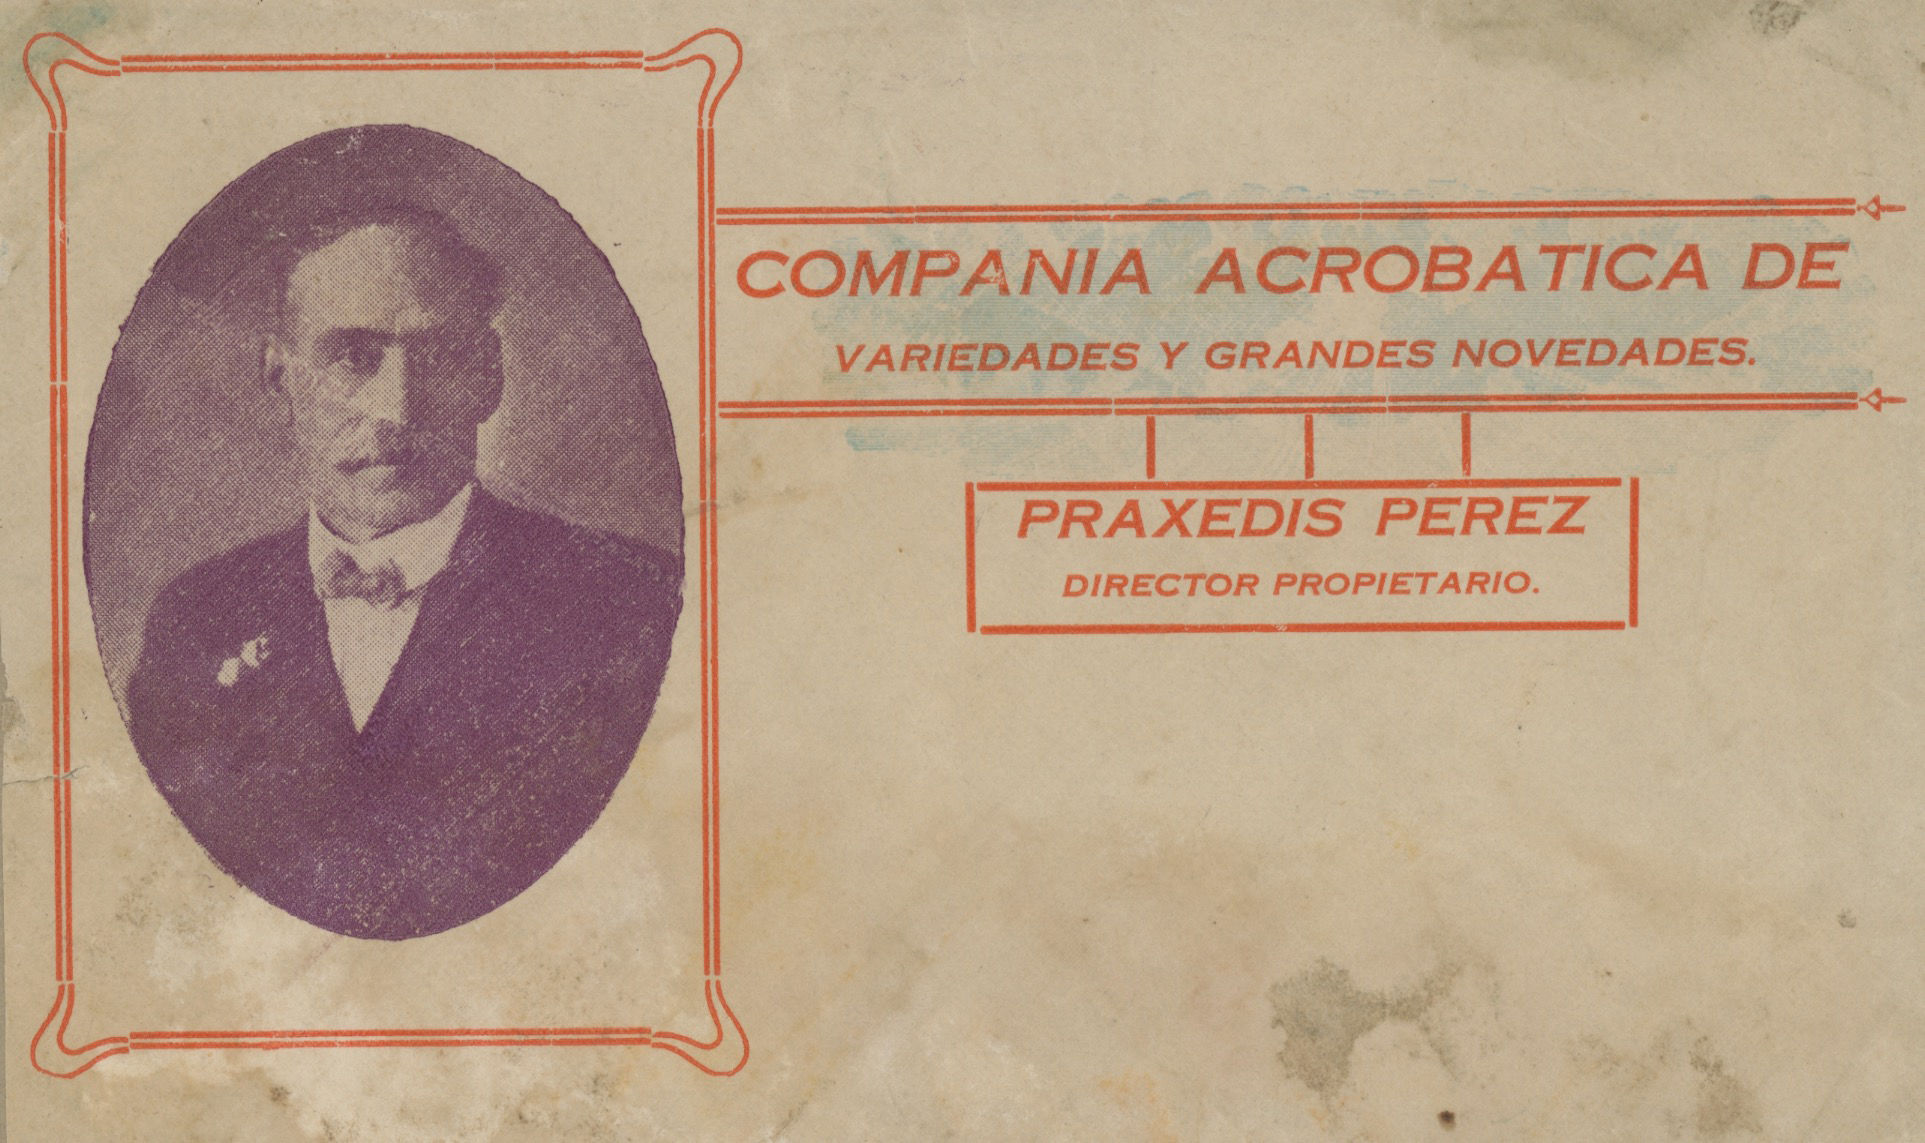 COMPANIA ACROBATICA DE
VARIEDADES Y GRANDES NOVEDADES.
PRAXEDIS PEREZ
DIRECTOR PROPIETARIO.